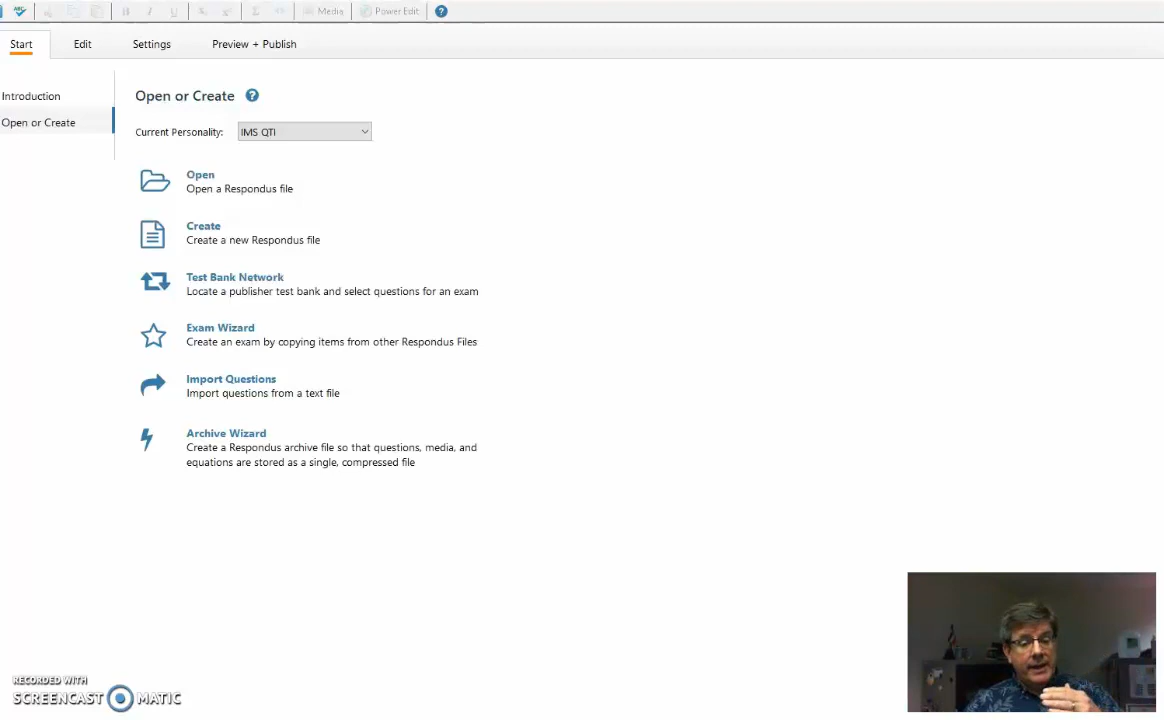 ABC
B I U Σ Media Power Edit ?
Start Edit Settings Preview + Publish
Introduction
Open or Create
Open or Create ?
Current Personality: IMS QTI
Open
Open a Respondus file
Create
Create a new Respondus file
Test Bank Network
Locate a publisher test bank and select questions for an exam
Exam Wizard
Create an exam by copying items from other Respondus Files
Import Questions
Import questions from a text file
Archive Wizard
Create a Respondus archive file so that questions, media, and
equations are stored as a single, compressed file
RECORDED WITH
SCREENCAST MATIC